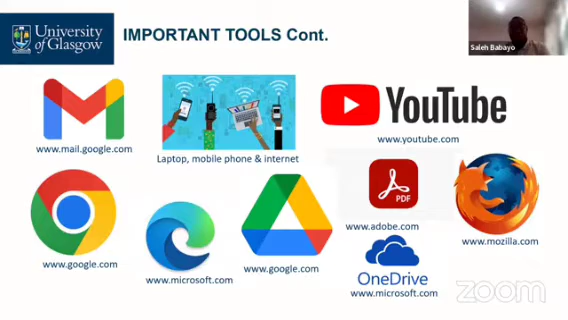 University
of Glasgow
IMPORTANT TOOLS Cont.
Saleh Babayo
www.mail.google.com
Laptop, mobile phone & internet
YouTube
www.youtube.com
www.google.com
www.microsoft.com
www.google.com
PDF
www.adobe.com
OneDrive
www.microsoft.com
www.mozilla.com
zoom